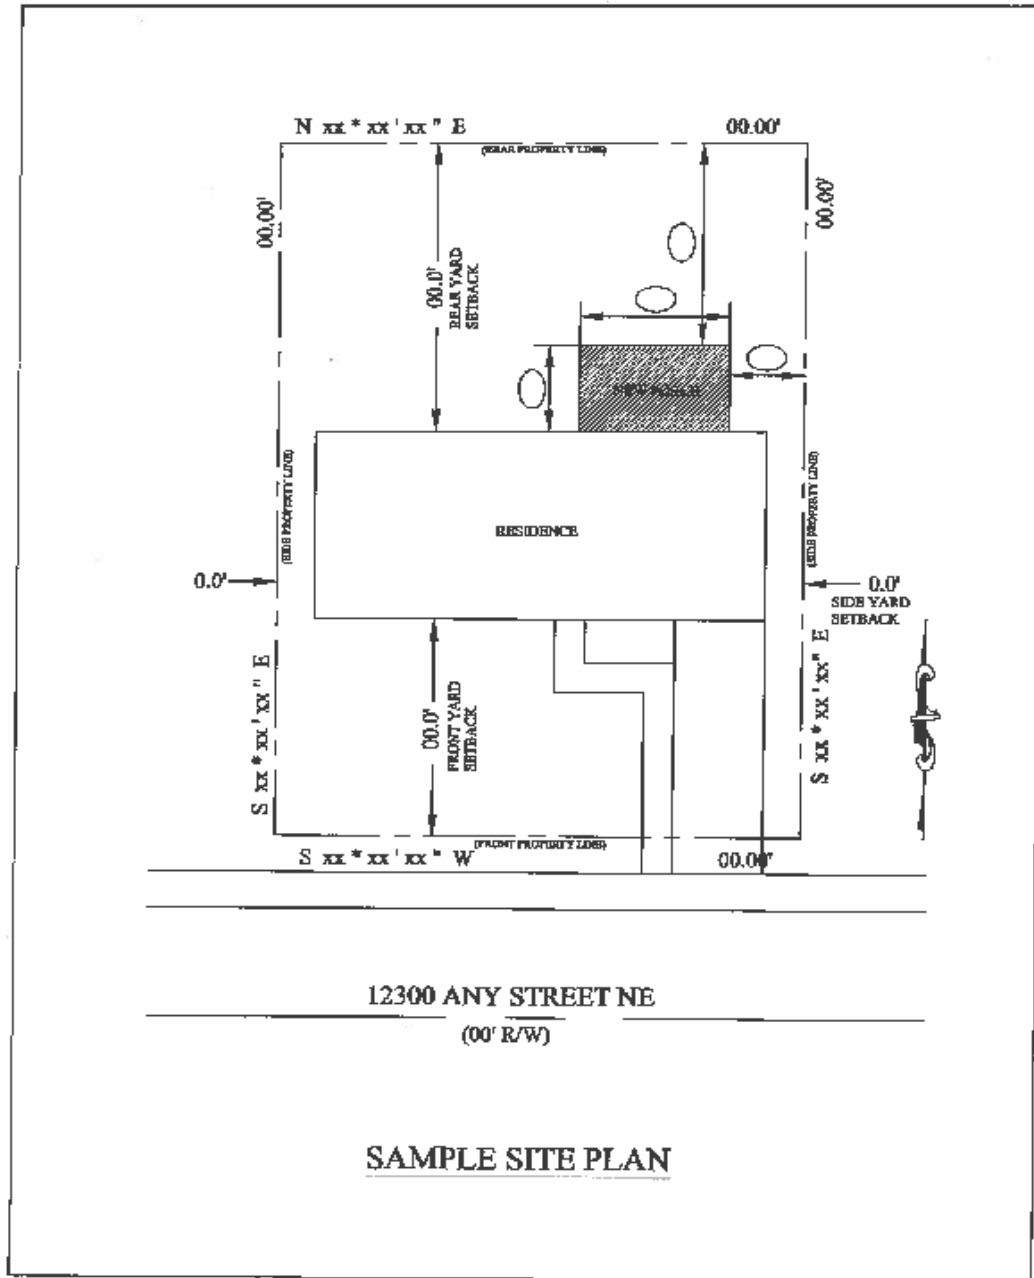 N xx * xx ' xx " E
00.00'
(REAR PROPERTY LINE)
00.00'
00.00'
00.0'
REAR YARD
SETBACK
NEW PORCH
(SIDE PROPERTY LINE)
(SIDE PROPERTY LINE)
RESIDENCE
0.0'
0.0'
SIDE YARD
SETBACK
S xx * xx ' xx " E
S xx * xx ' xx " E
00.0'
FRONT YARD
SETBACK
(FRONT PROPERTY LINE)
S xx * xx ' xx " W
00.00'
12300 ANY STREET NE
(00' R/W)
SAMPLE SITE PLAN